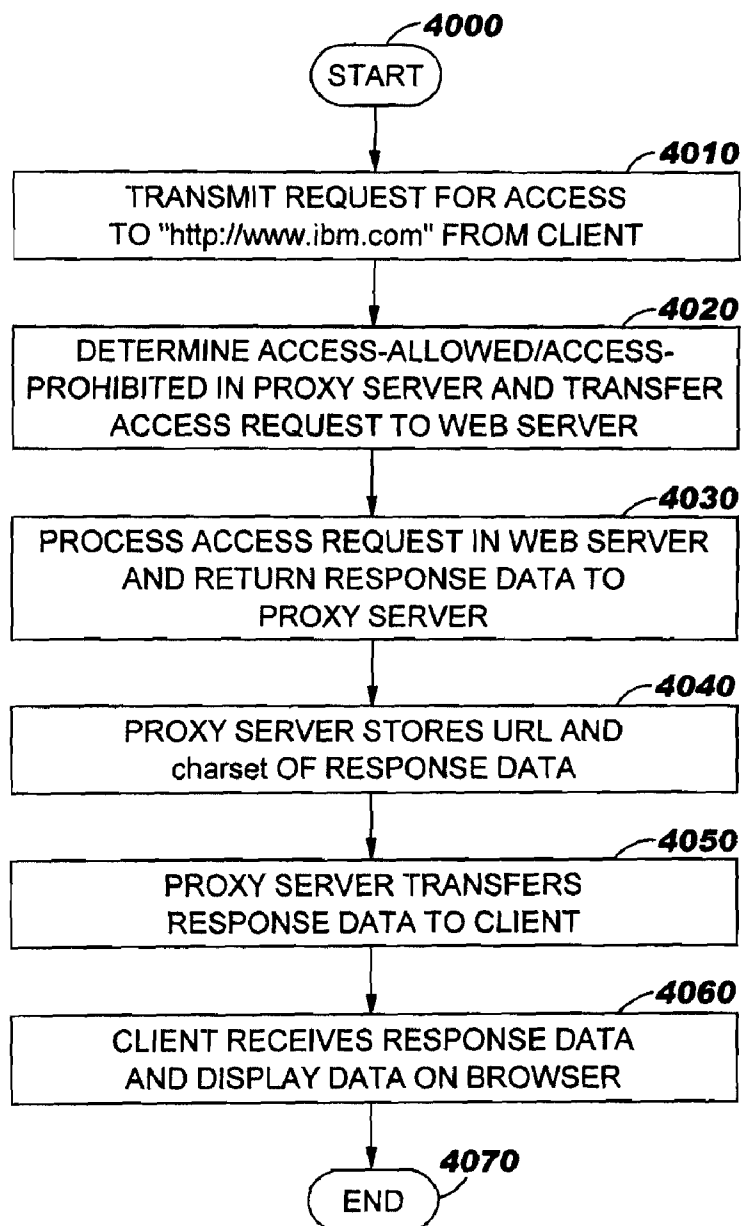 4000
START
4010
TRANSMIT REQUEST FOR ACCESS
TO "http://www.ibm.com" FROM CLIENT
4020
DETERMINE ACCESS-ALLOWED/ACCESS-
PROHIBITED IN PROXY SERVER AND TRANSFER
ACCESS REQUEST TO WEB SERVER
4030
PROCESS ACCESS REQUEST IN WEB SERVER
AND RETURN RESPONSE DATA TO
PROXY SERVER
4040
PROXY SERVER STORES URL AND
charset OF RESPONSE DATA
4050
PROXY SERVER TRANSFERS
RESPONSE DATA TO CLIENT
4060
CLIENT RECEIVES RESPONSE DATA
AND DISPLAY DATA ON BROWSER
4070
END